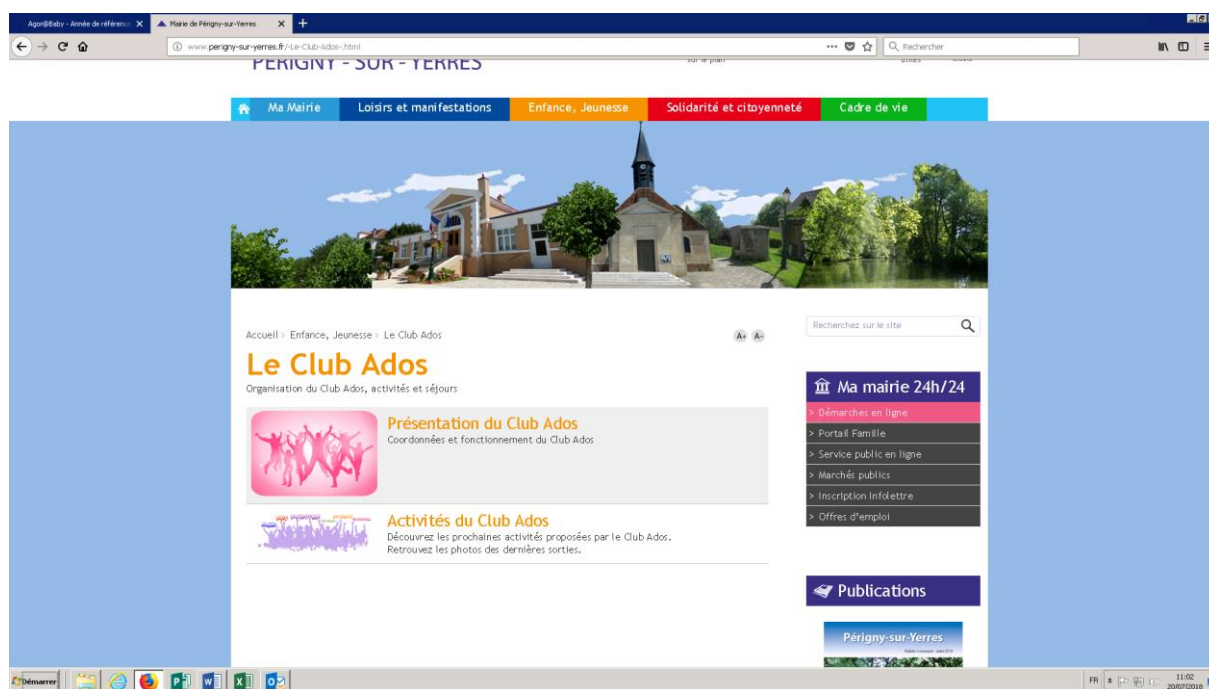 Agor@Baby - Année de référence
Mairie de Périgny-sur-Yerres
www.perigny-sur-yerres.fr/-Le-Club-Ados-.html
Rechercher
PERIGNY - SUR - YERRES
sur le plan
utiles
Ma Mairie
Loisirs et manifestations
Enfance, Jeunesse
Solidarité et citoyenneté
Cadre de vie
Accueil > Enfance, Jeunesse > Le Club Ados
A+ A-
Recherchez sur le site
Le Club Ados
Organisation du Club Ados, activités et séjours
Présentation du Club Ados
Coordonnées et fonctionnement du Club Ados
Activités du Club Ados
Découvrez les prochaines activités proposées par le Club Ados.
Retrouvez les photos des dernières sorties.
Ma mairie 24h/24
> Démarches en ligne
> Portail Famille
> Service public en ligne
> Marchés publics
> Inscription Infolettre
> Offres d'emploi
Publications
Périgny-sur-Yerres
Démarrer
FR
11:02
20/07/2018